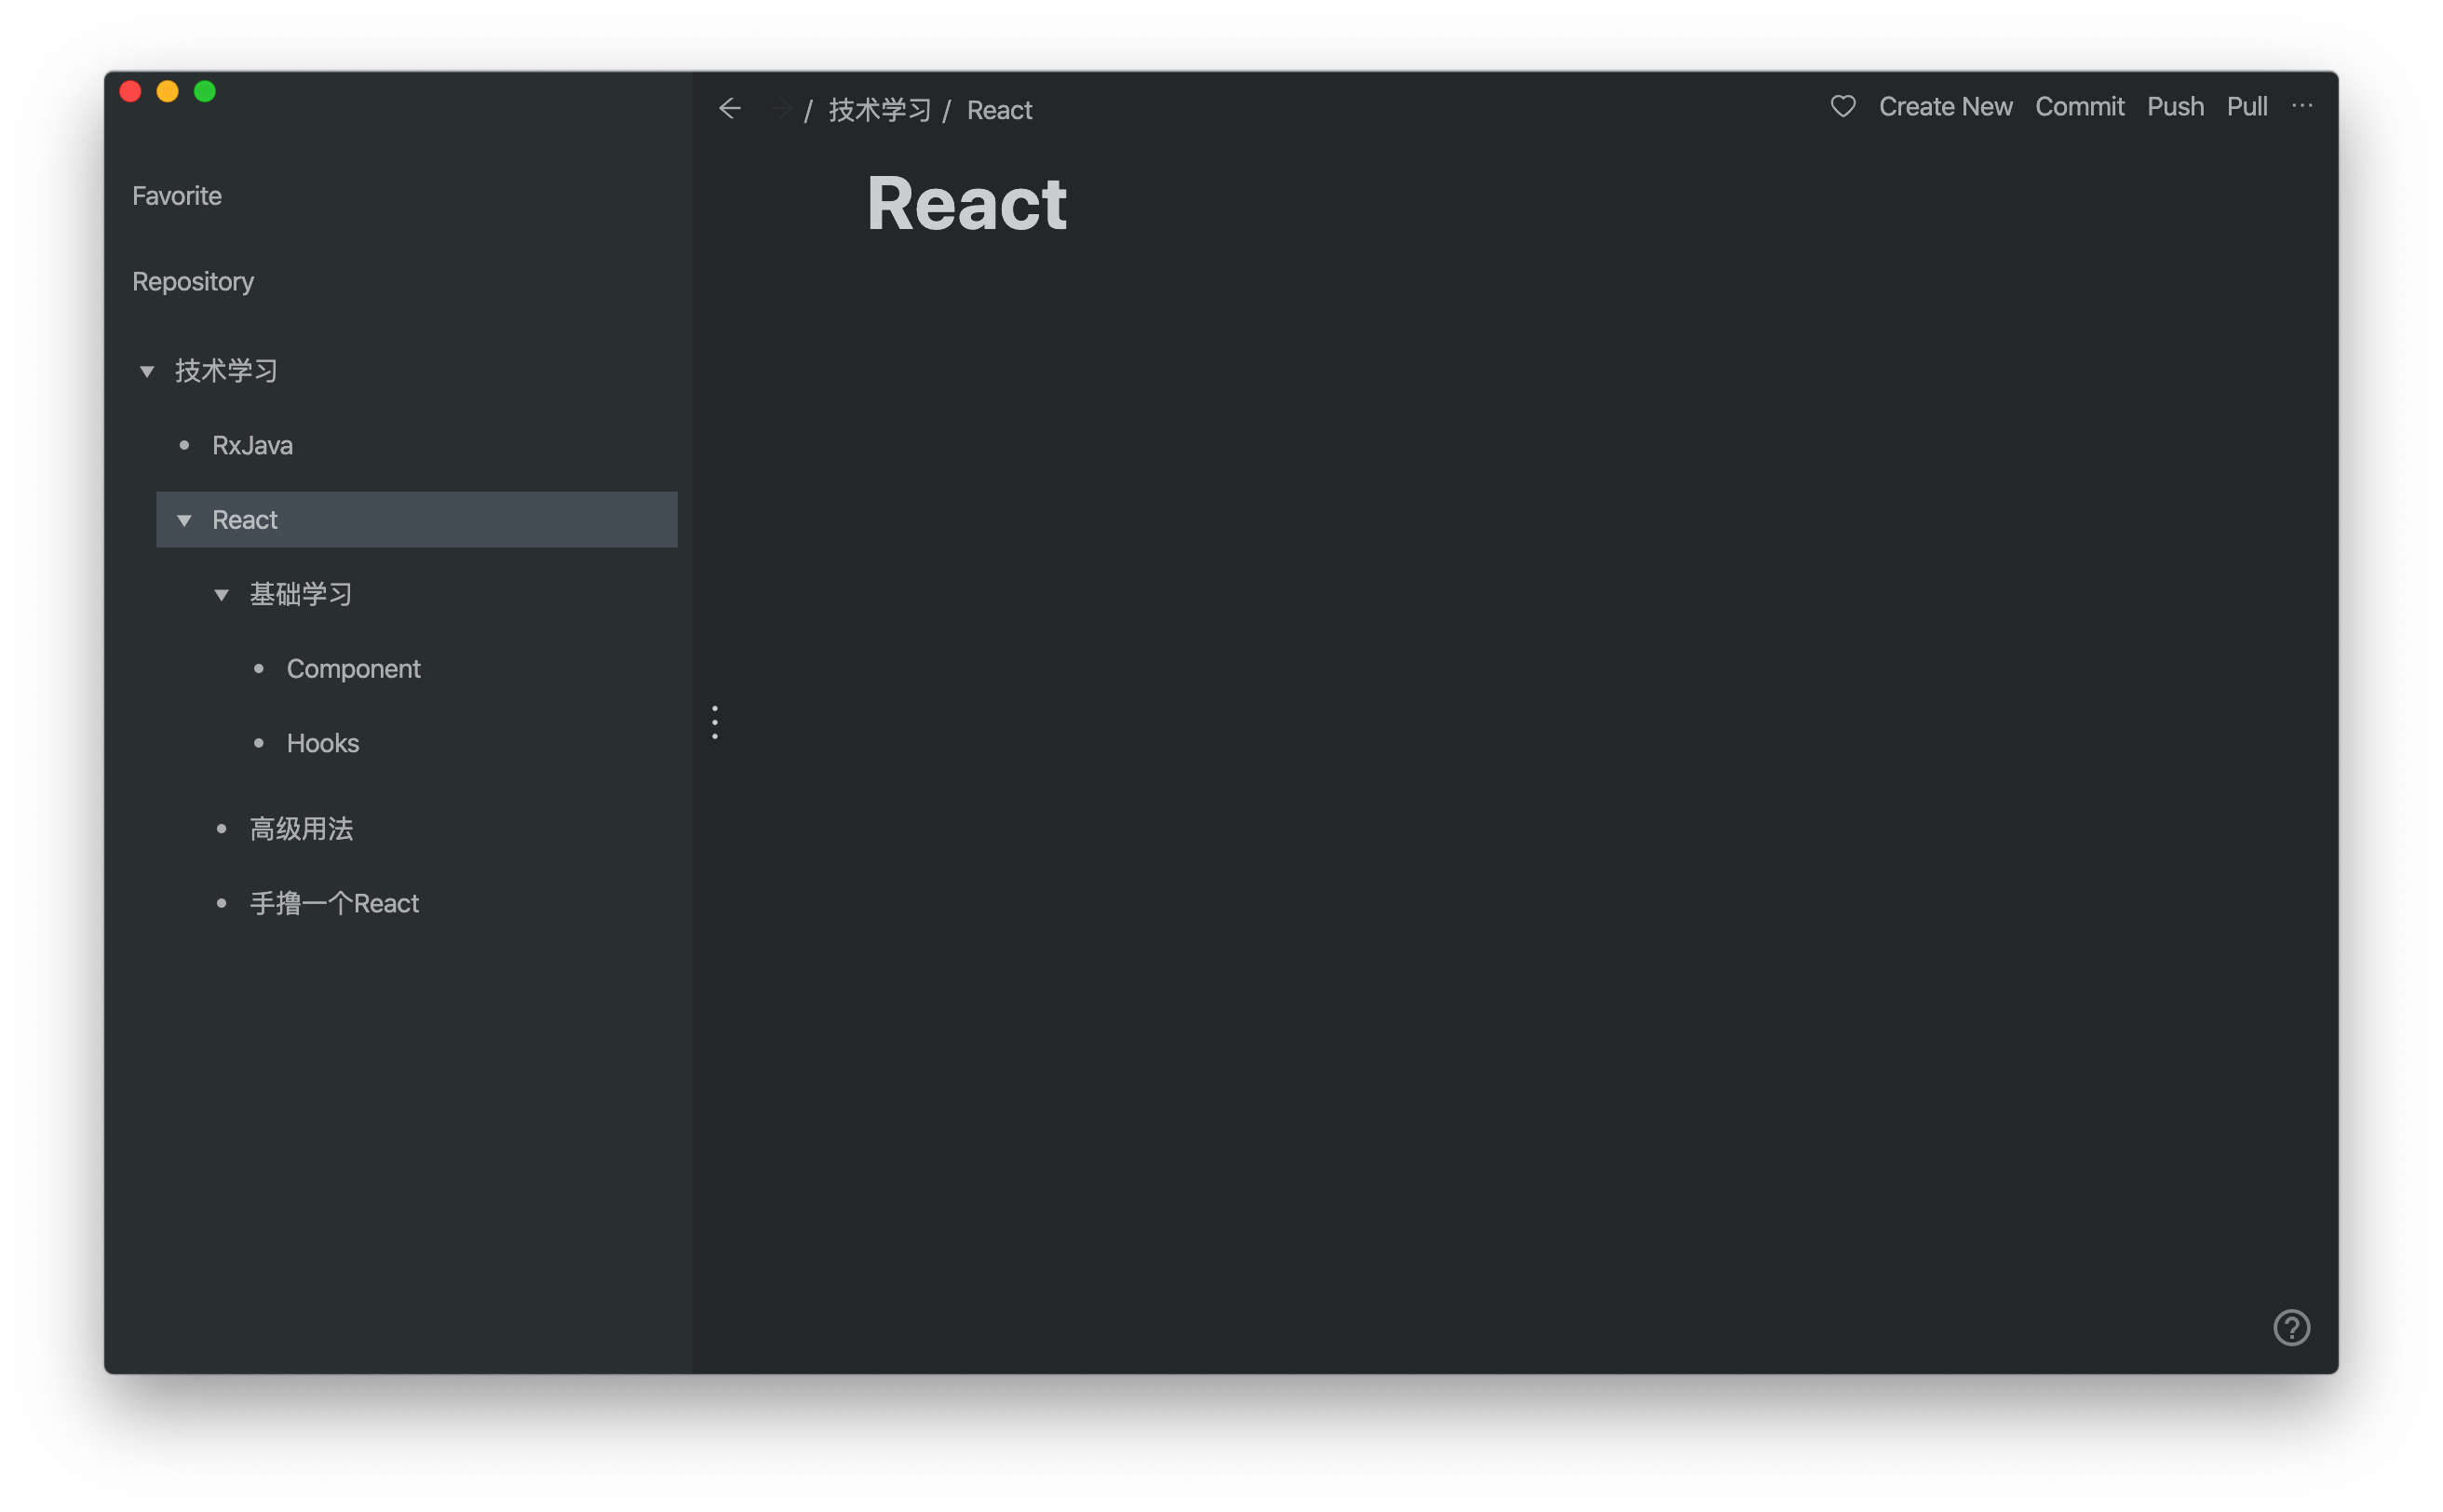 / 技术学习 / React
Create New Commit Push Pull ···
Favorite
Repository
技术学习
RxJava
React
基础学习
Component
Hooks
高级用法
手撸一个React
React
?